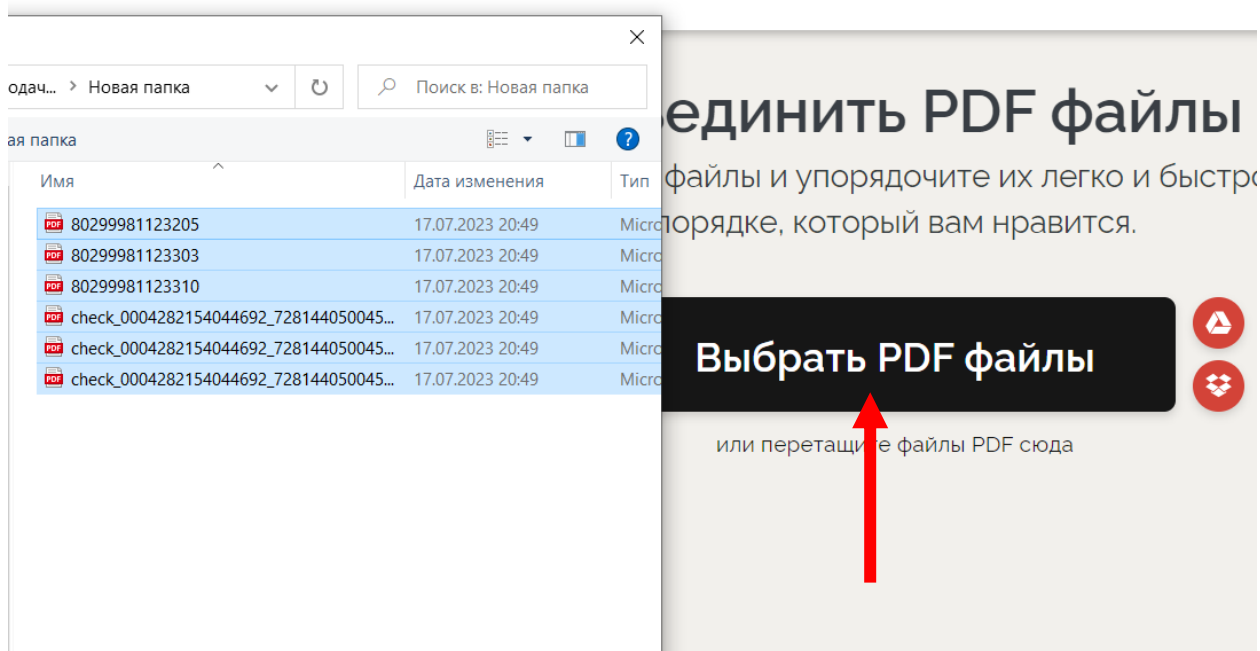 одач... > Новая папка
Поиск в: Новая папка
ая папка
Имя
Дата изменения
Тип
80299981123205 17.07.2023 20:49 Micro
80299981123303 17.07.2023 20:49 Micro
80299981123310 17.07.2023 20:49 Micro
check_0004282154044692_728144050045... 17.07.2023 20:49 Micro
check_0004282154044692_728144050045... 17.07.2023 20:49 Micro
check_0004282154044692_728144050045... 17.07.2023 20:49 Micro
единить PDF файлы
файлы и упорядочите их легко и быстро
порядке, который вам нравится.
Выбрать PDF файлы
или перетащите файлы PDF сюда